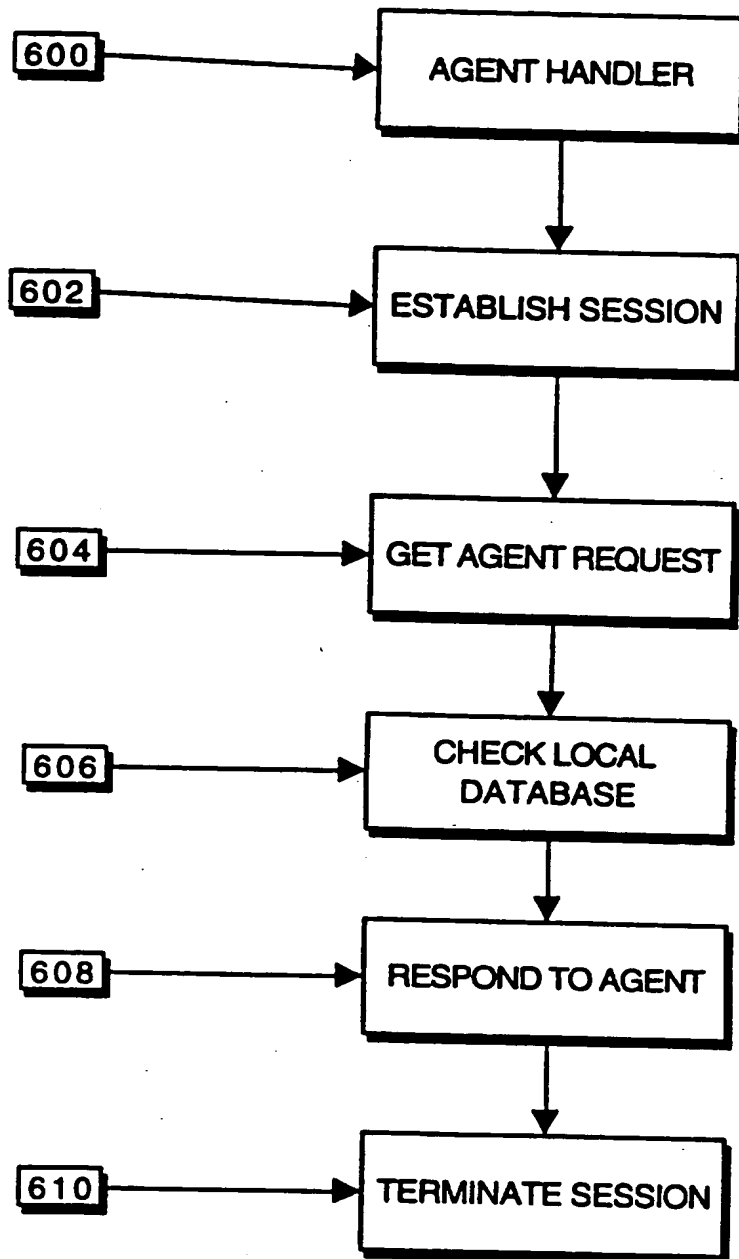 600
AGENT HANDLER
602
ESTABLISH SESSION
604
GET AGENT REQUEST
606
CHECK LOCAL
DATABASE
608
RESPOND TO AGENT
610
TERMINATE SESSION